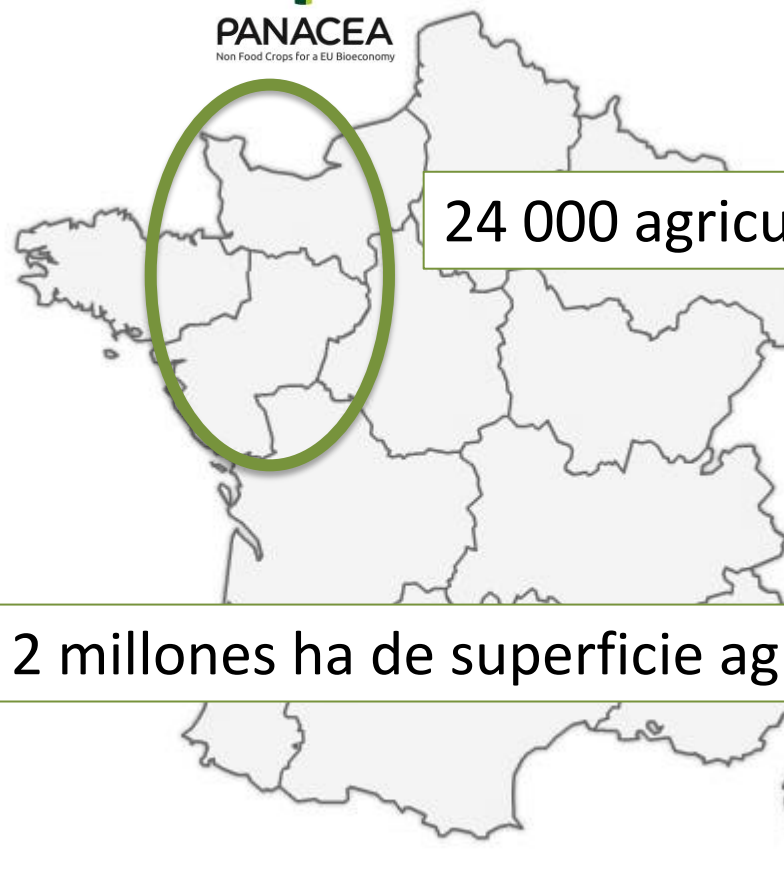 PANACEA
Non Food Crops for a EU Bioeconomy
24 000 agricu
2 millones ha de superficie ag